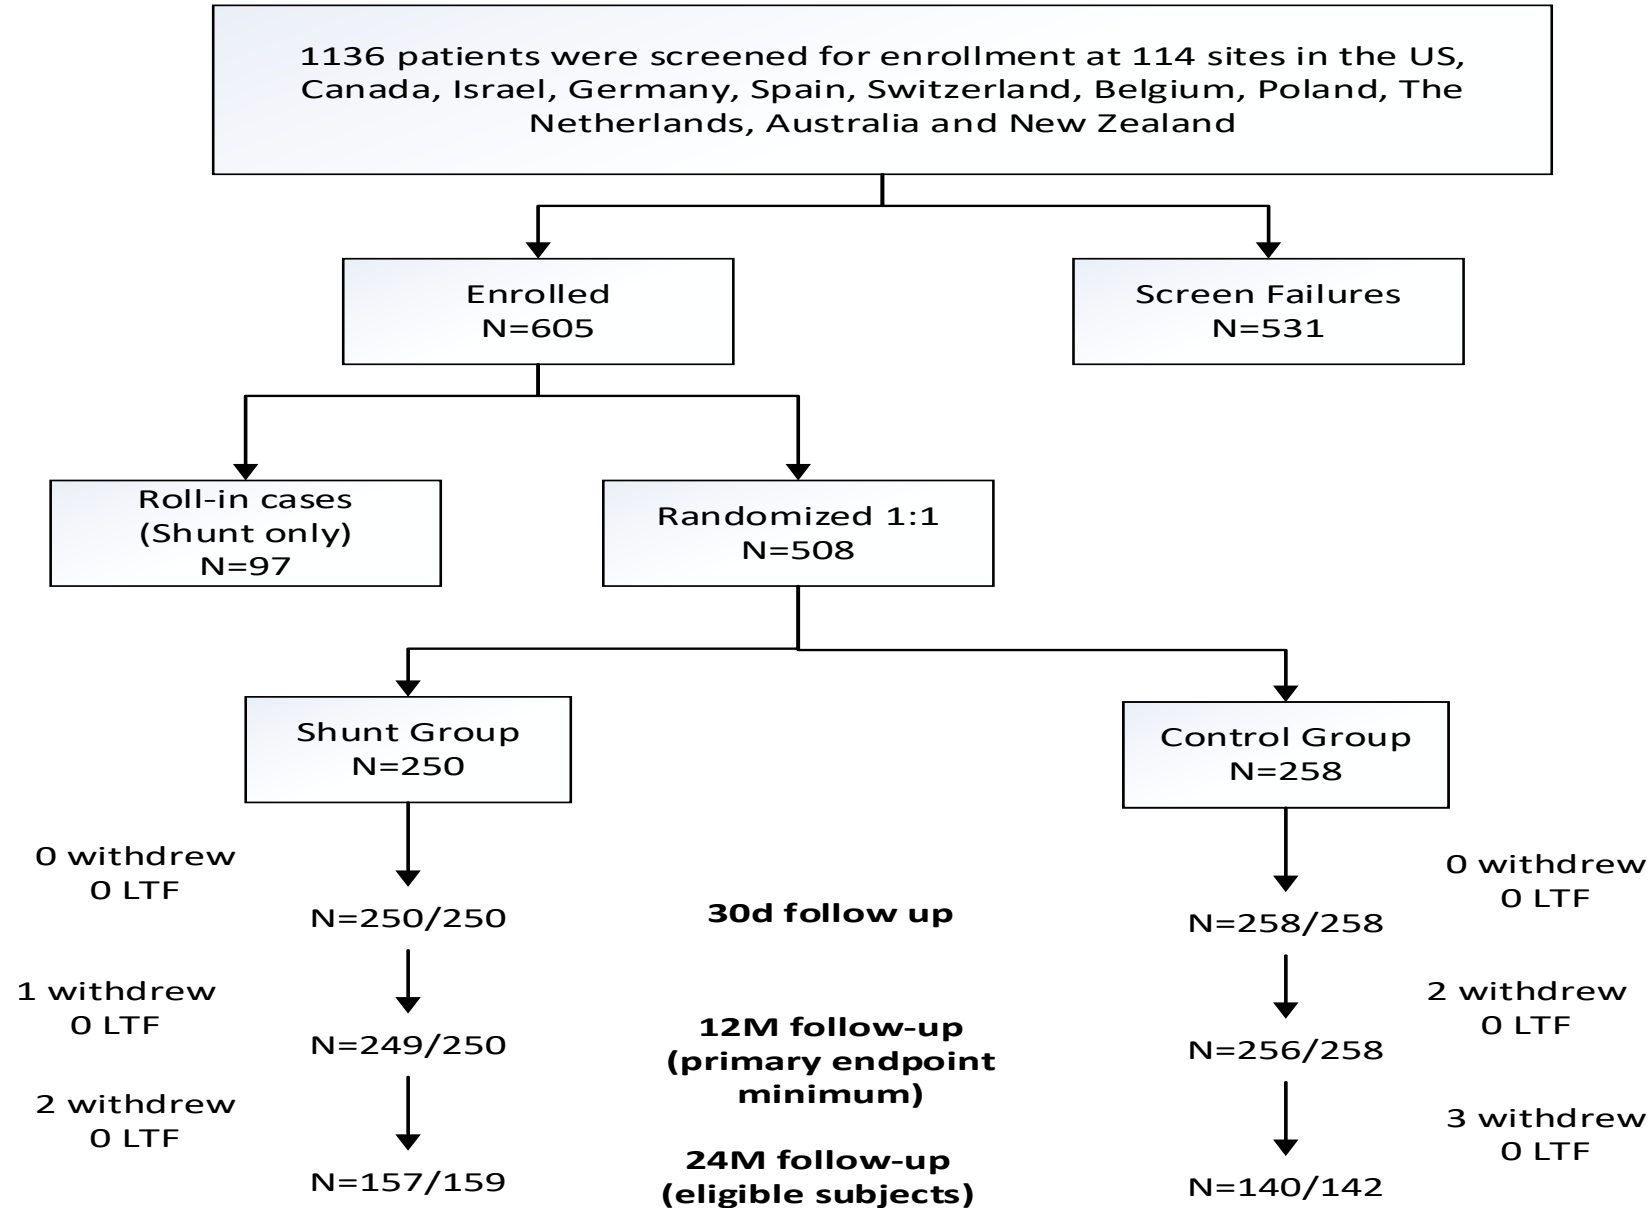 1136 patients were screened for enrollment at 114 sites in the US,
Canada, Israel, Germany, Spain, Switzerland, Belgium, Poland, The
Netherlands, Australia and New Zealand
Enrolled
N=605
Screen Failures
N=531
Roll-in cases
(Shunt only)
N=97
Randomized 1:1
N=508
Shunt Group
N=250
Control Group
N=258
0 withdrew
0 LTF
0 withdrew
0 LTF
N=250/250
30d follow up
N=258/258
1 withdrew
0 LTF
2 withdrew
0 LTF
N=249/250
12M follow-up
(primary endpoint
minimum)
N=256/258
2 withdrew
0 LTF
3 withdrew
0 LTF
N=157/159
24M follow-up
(eligible subjects)
N=140/142